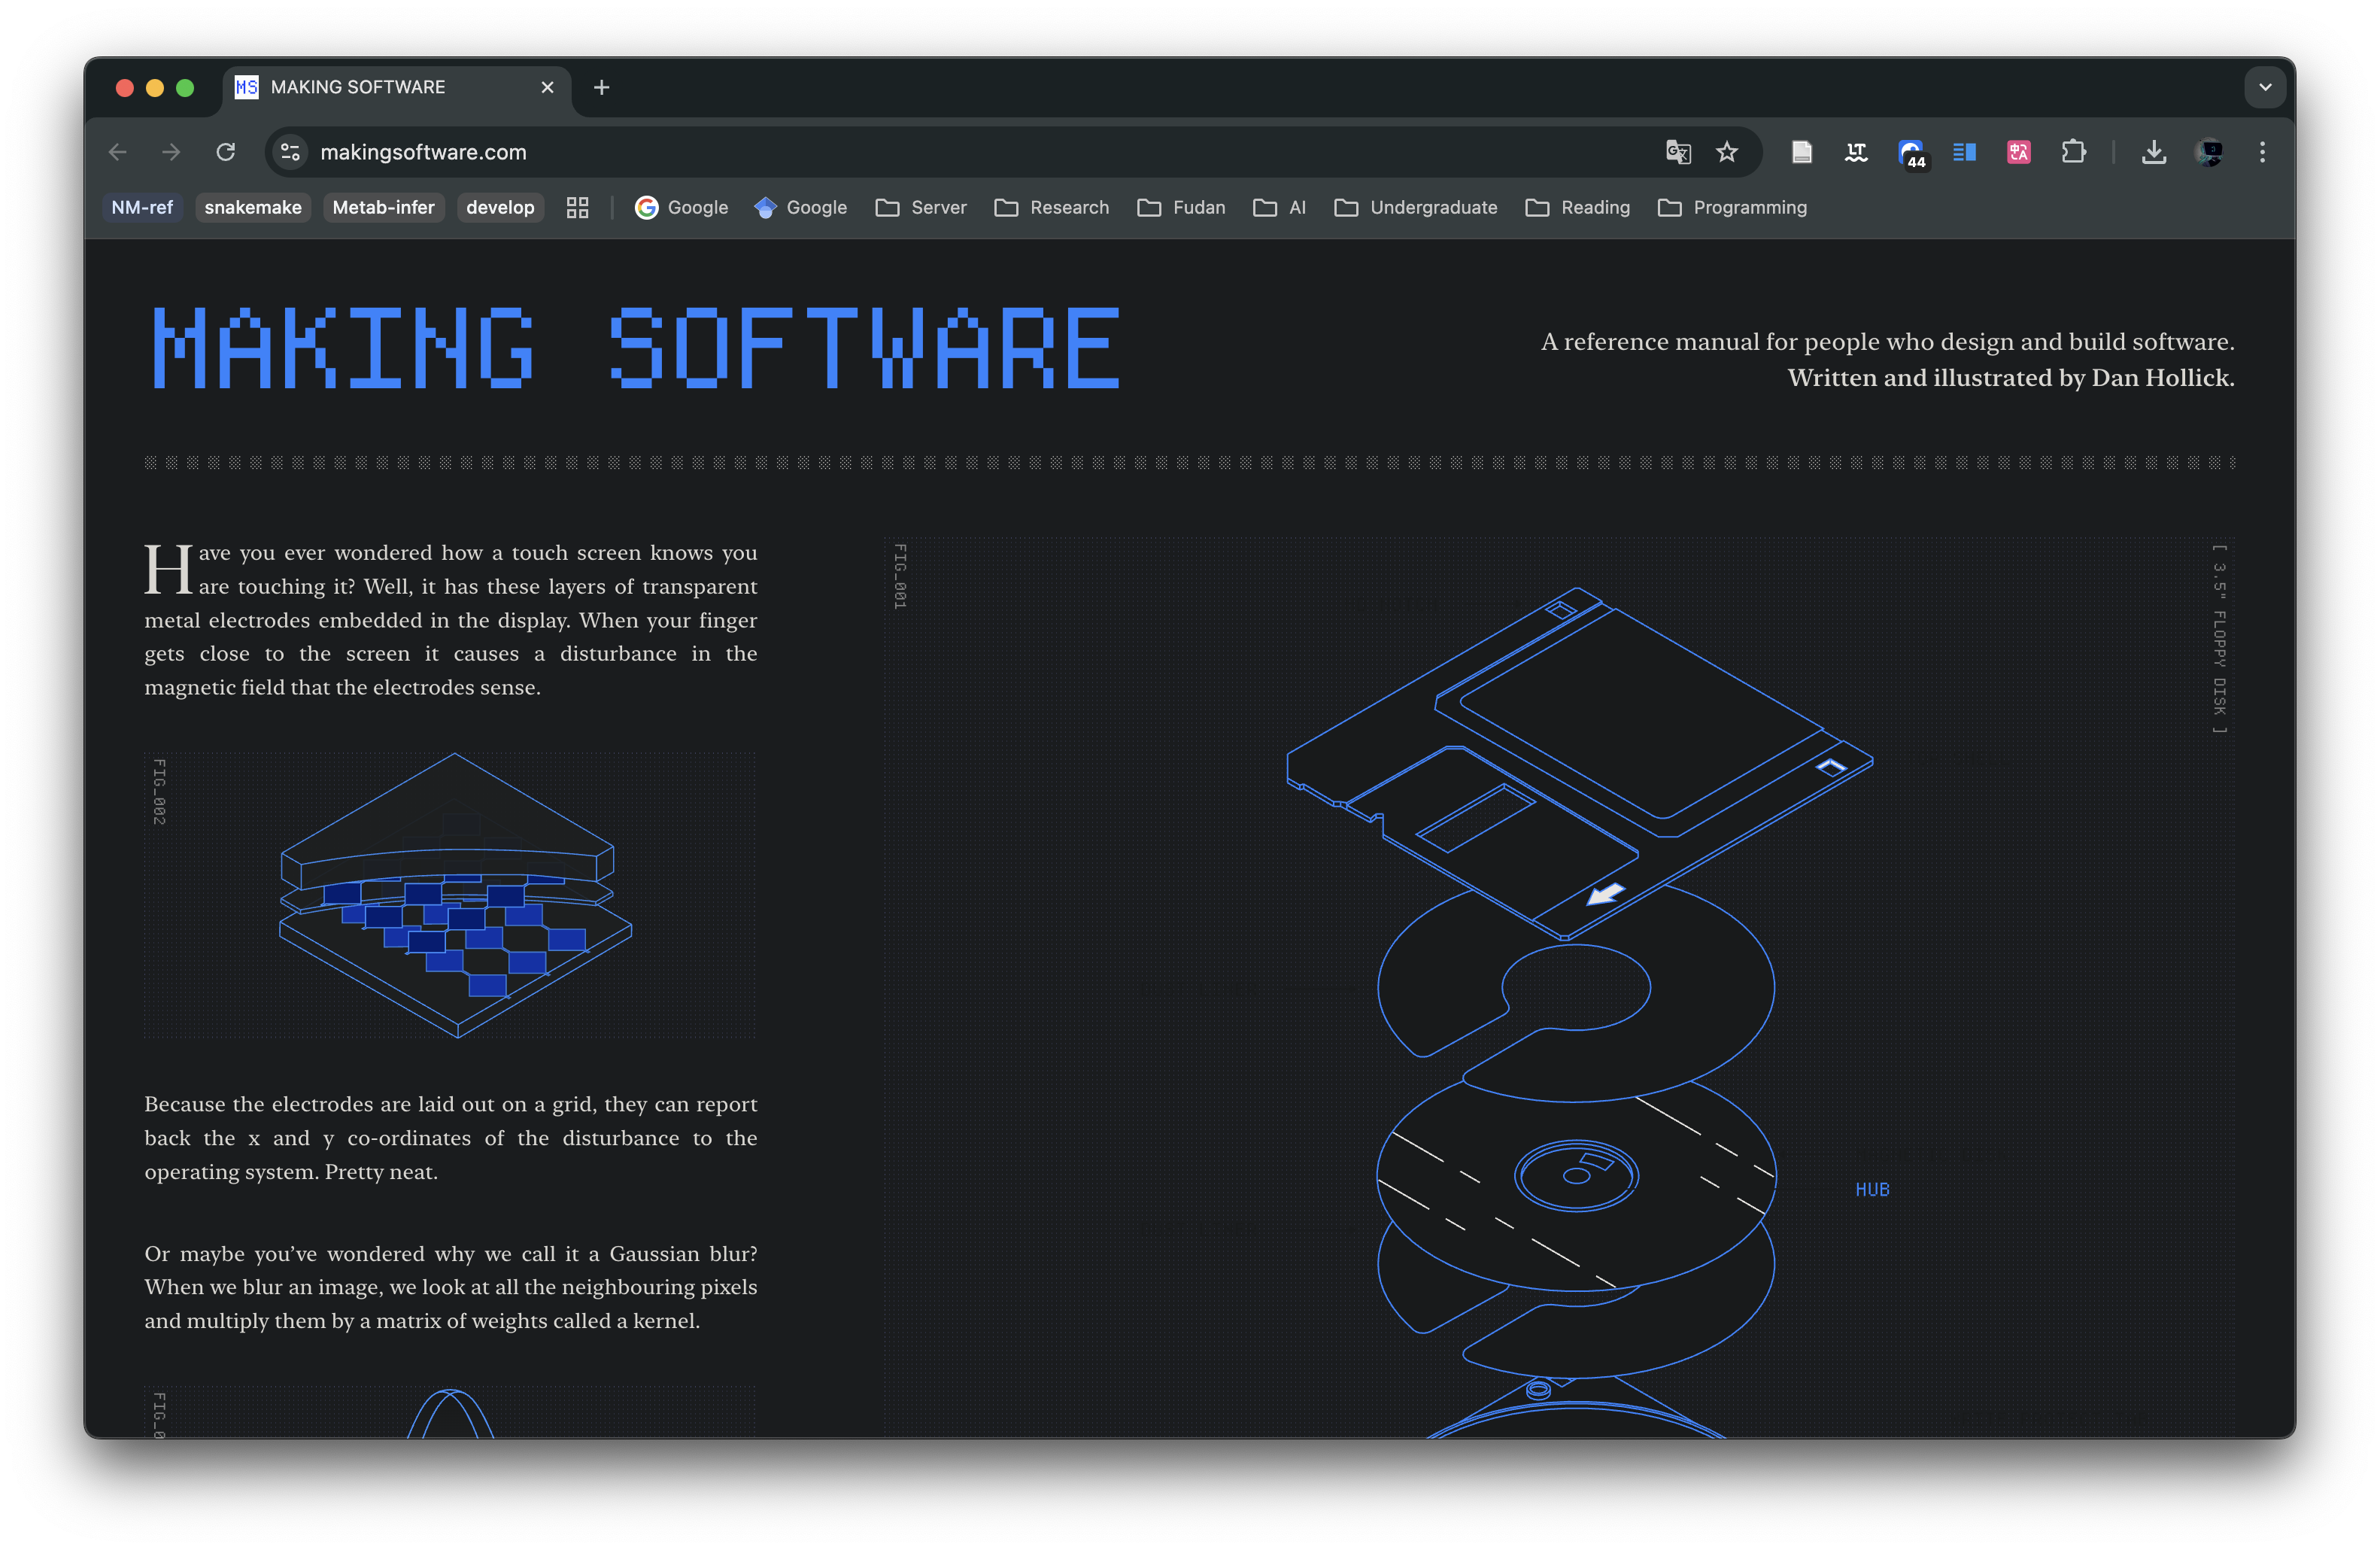 MS MAKING SOFTWARE
makingsoftware.com
LT
44
中A
NM-ref snakemake Metab-infer develop Google Google Server Research Fudan AI Undergraduate Reading Programming
MAKING SOFTWARE
A reference manual for people who design and build software.
Written and illustrated by Dan Hollick.
Have you ever wondered how a touch screen knows you
are touching it? Well, it has these layers of transparent
metal electrodes embedded in the display. When your finger
gets close to the screen it causes a disturbance in the
magnetic field that the electrodes sense.
FIG_002
Because the electrodes are laid out on a grid, they can report
back the x and y co-ordinates of the disturbance to the
operating system. Pretty neat.
Or maybe you’ve wondered why we call it a Gaussian blur?
When we blur an image, we look at all the neighbouring pixels
and multiply them by a matrix of weights called a kernel.
FIG_0
FIG_001
[ 3.5" FLOPPY DISK ]
HUB